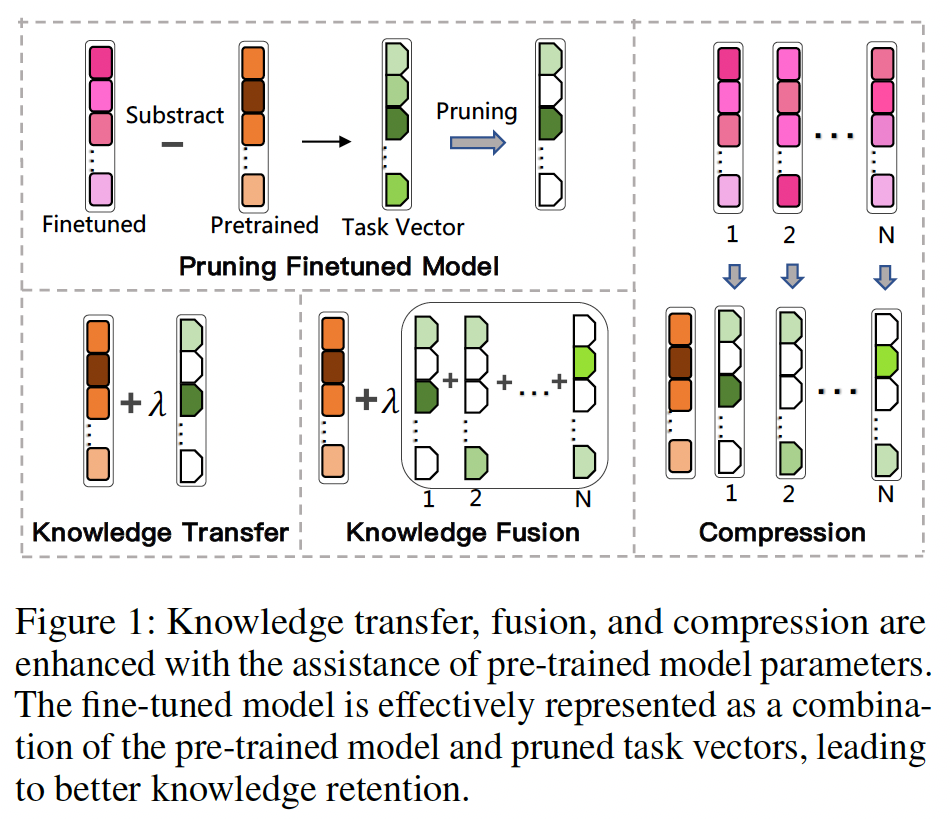 Substract
Pruning
Finetuned
Pretrained
Task Vector
Pruning Finetuned Model
1
2
N
+ λ
Knowledge Transfer
+ λ
+
+ ... +
1
2
N
Knowledge Fusion
1
2
N
Compression
Figure 1: Knowledge transfer, fusion, and compression are
enhanced with the assistance of pre-trained model parameters.
The fine-tuned model is effectively represented as a combina-
tion of the pre-trained model and pruned task vectors, leading
to better knowledge retention.